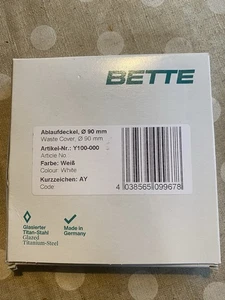 BETTE
Ablaufdeckel, Ø 90 mm
Waste Cover, Ø 90 mm
Artikel-Nr.: Y100-000
Article No
Farbe: Weiß
Colour: White
Kurzzeichen: AY
Code
4 038565 099678
Glasierter
Titan-Stahl
Glazed
Titanium-Steel
Made in
Germany